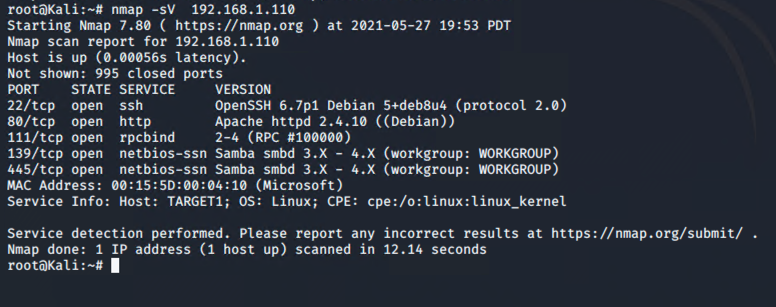 root@Kali:~# nmap -sV  192.168.1.110
Starting Nmap 7.80 ( https://nmap.org ) at 2021-05-27 19:53 PDT
Nmap scan report for 192.168.1.110
Host is up (0.00056s latency).
Not shown: 995 closed ports
PORT    STATE SERVICE     VERSION
22/tcp  open  ssh         OpenSSH 6.7p1 Debian 5+deb8u4 (protocol 2.0)
80/tcp  open  http        Apache httpd 2.4.10 ((Debian))
111/tcp open  rpcbind     2-4 (RPC #100000)
139/tcp open  netbios-ssn Samba smbd 3.X - 4.X (workgroup: WORKGROUP)
445/tcp open  netbios-ssn Samba smbd 3.X - 4.X (workgroup: WORKGROUP)
MAC Address: 00:15:5D:00:04:10 (Microsoft)
Service Info: Host: TARGET1; OS: Linux; CPE: cpe:/o:linux:linux_kernel

Service detection performed. Please report any incorrect results at https://nmap.org/submit/ .
Nmap done: 1 IP address (1 host up) scanned in 12.14 seconds
root@Kali:~#